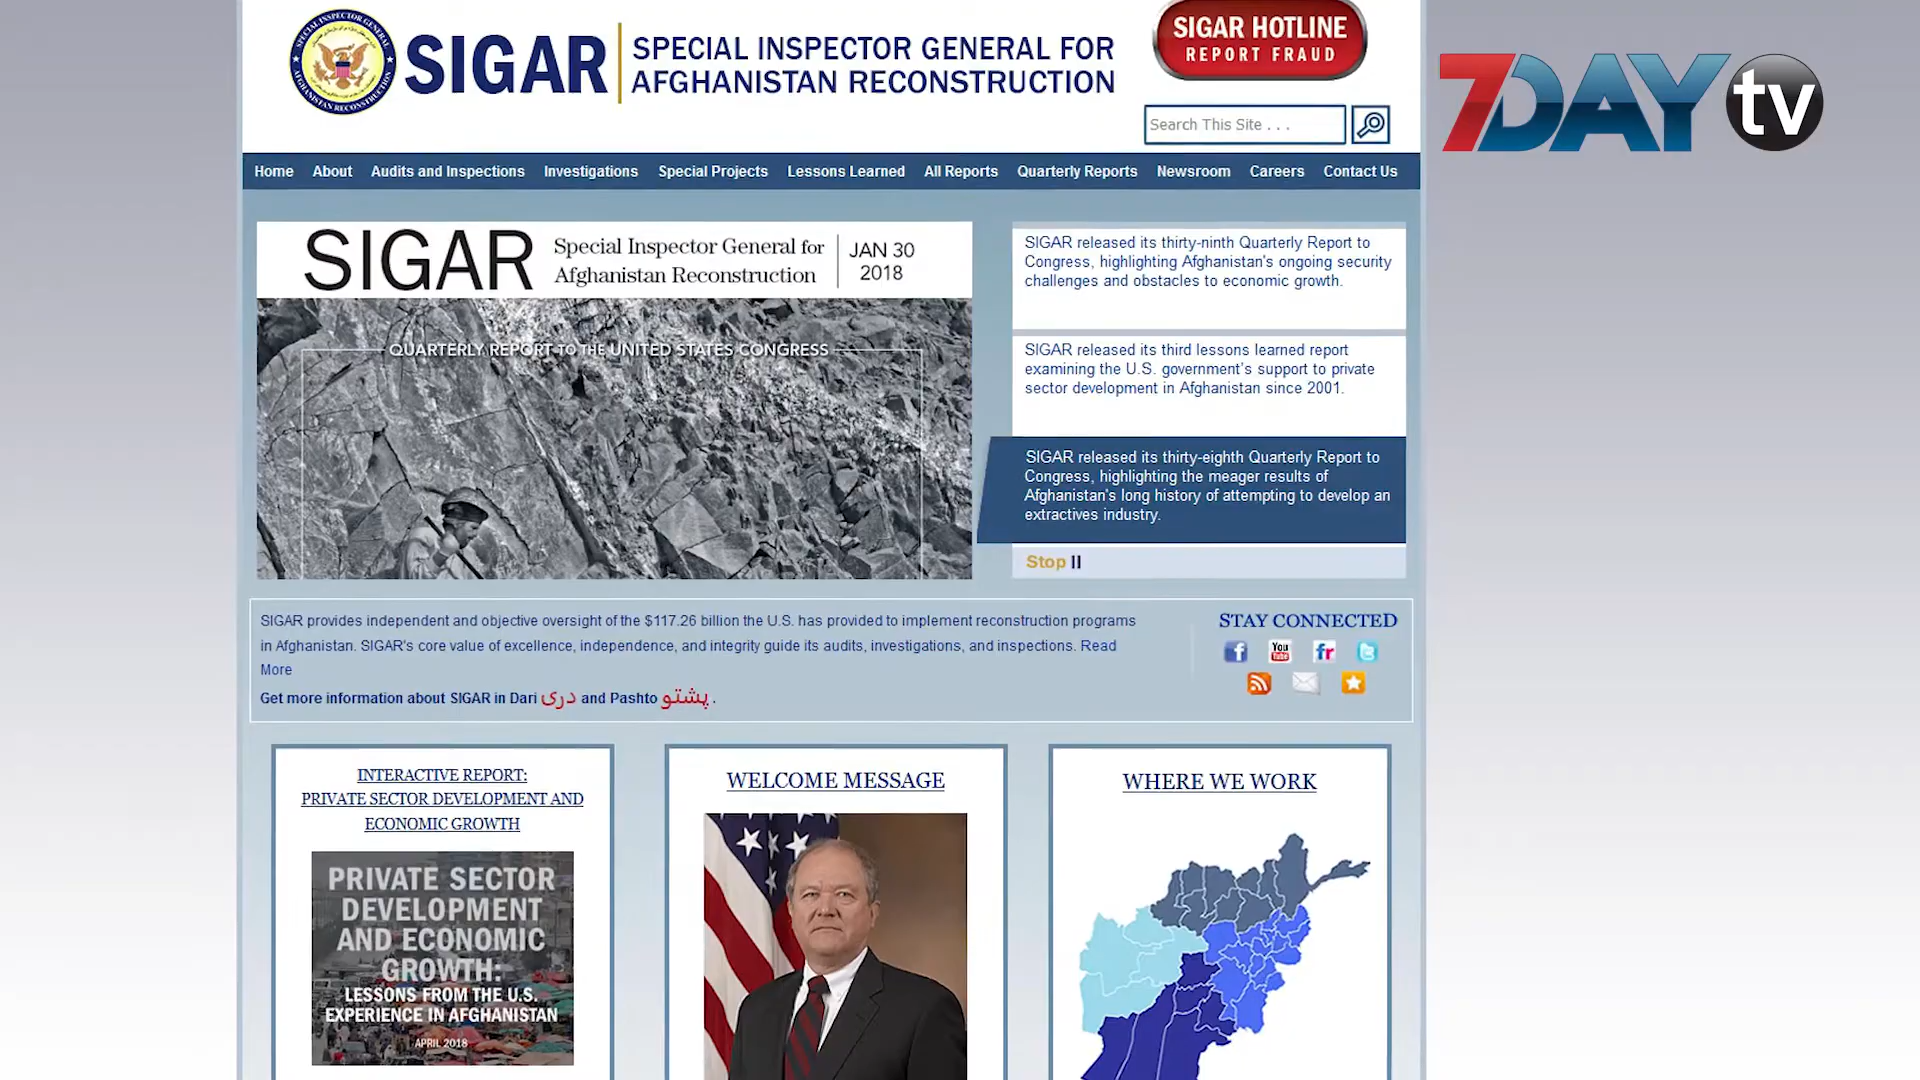 SIGAR
SPECIAL INSPECTOR GENERAL FOR
AFGHANISTAN RECONSTRUCTION
SIGAR HOTLINE
REPORT FRAUD
7DAY tv
Search This Site . . .
Home About Audits and Inspections Investigations Special Projects Lessons Learned All Reports Quarterly Reports Newsroom Careers Contact Us
SIGAR
Special Inspector General for
Afghanistan Reconstruction
JAN 30
2018
QUARTERLY REPORT TO THE UNITED STATES CONGRESS
SIGAR released its thirty-ninth Quarterly Report to
Congress, highlighting Afghanistan's ongoing security
challenges and obstacles to economic growth.
SIGAR released its third lessons learned report
examining the U.S. government's support to private
sector development in Afghanistan since 2001.
SIGAR released its thirty-eighth Quarterly Report to
Congress, highlighting the meager results of
Afghanistan's long history of attempting to develop an
extractives industry.
Stop
SIGAR provides independent and objective oversight of the $117.26 billion the U.S. has provided to implement reconstruction programs
in Afghanistan. SIGAR's core value of excellence, independence, and integrity guide its audits, investigations, and inspections. Read
More
Get more information about SIGAR in Dari دری and Pashto پشتو .
STAY CONNECTED
You
Tube
fr
INTERACTIVE REPORT:
PRIVATE SECTOR DEVELOPMENT AND
ECONOMIC GROWTH
PRIVATE SECTOR
DEVELOPMENT
AND ECONOMIC
GROWTH:
LESSONS FROM THE U.S.
EXPERIENCE IN AFGHANISTAN
APRIL 2018
WELCOME MESSAGE
WHERE WE WORK